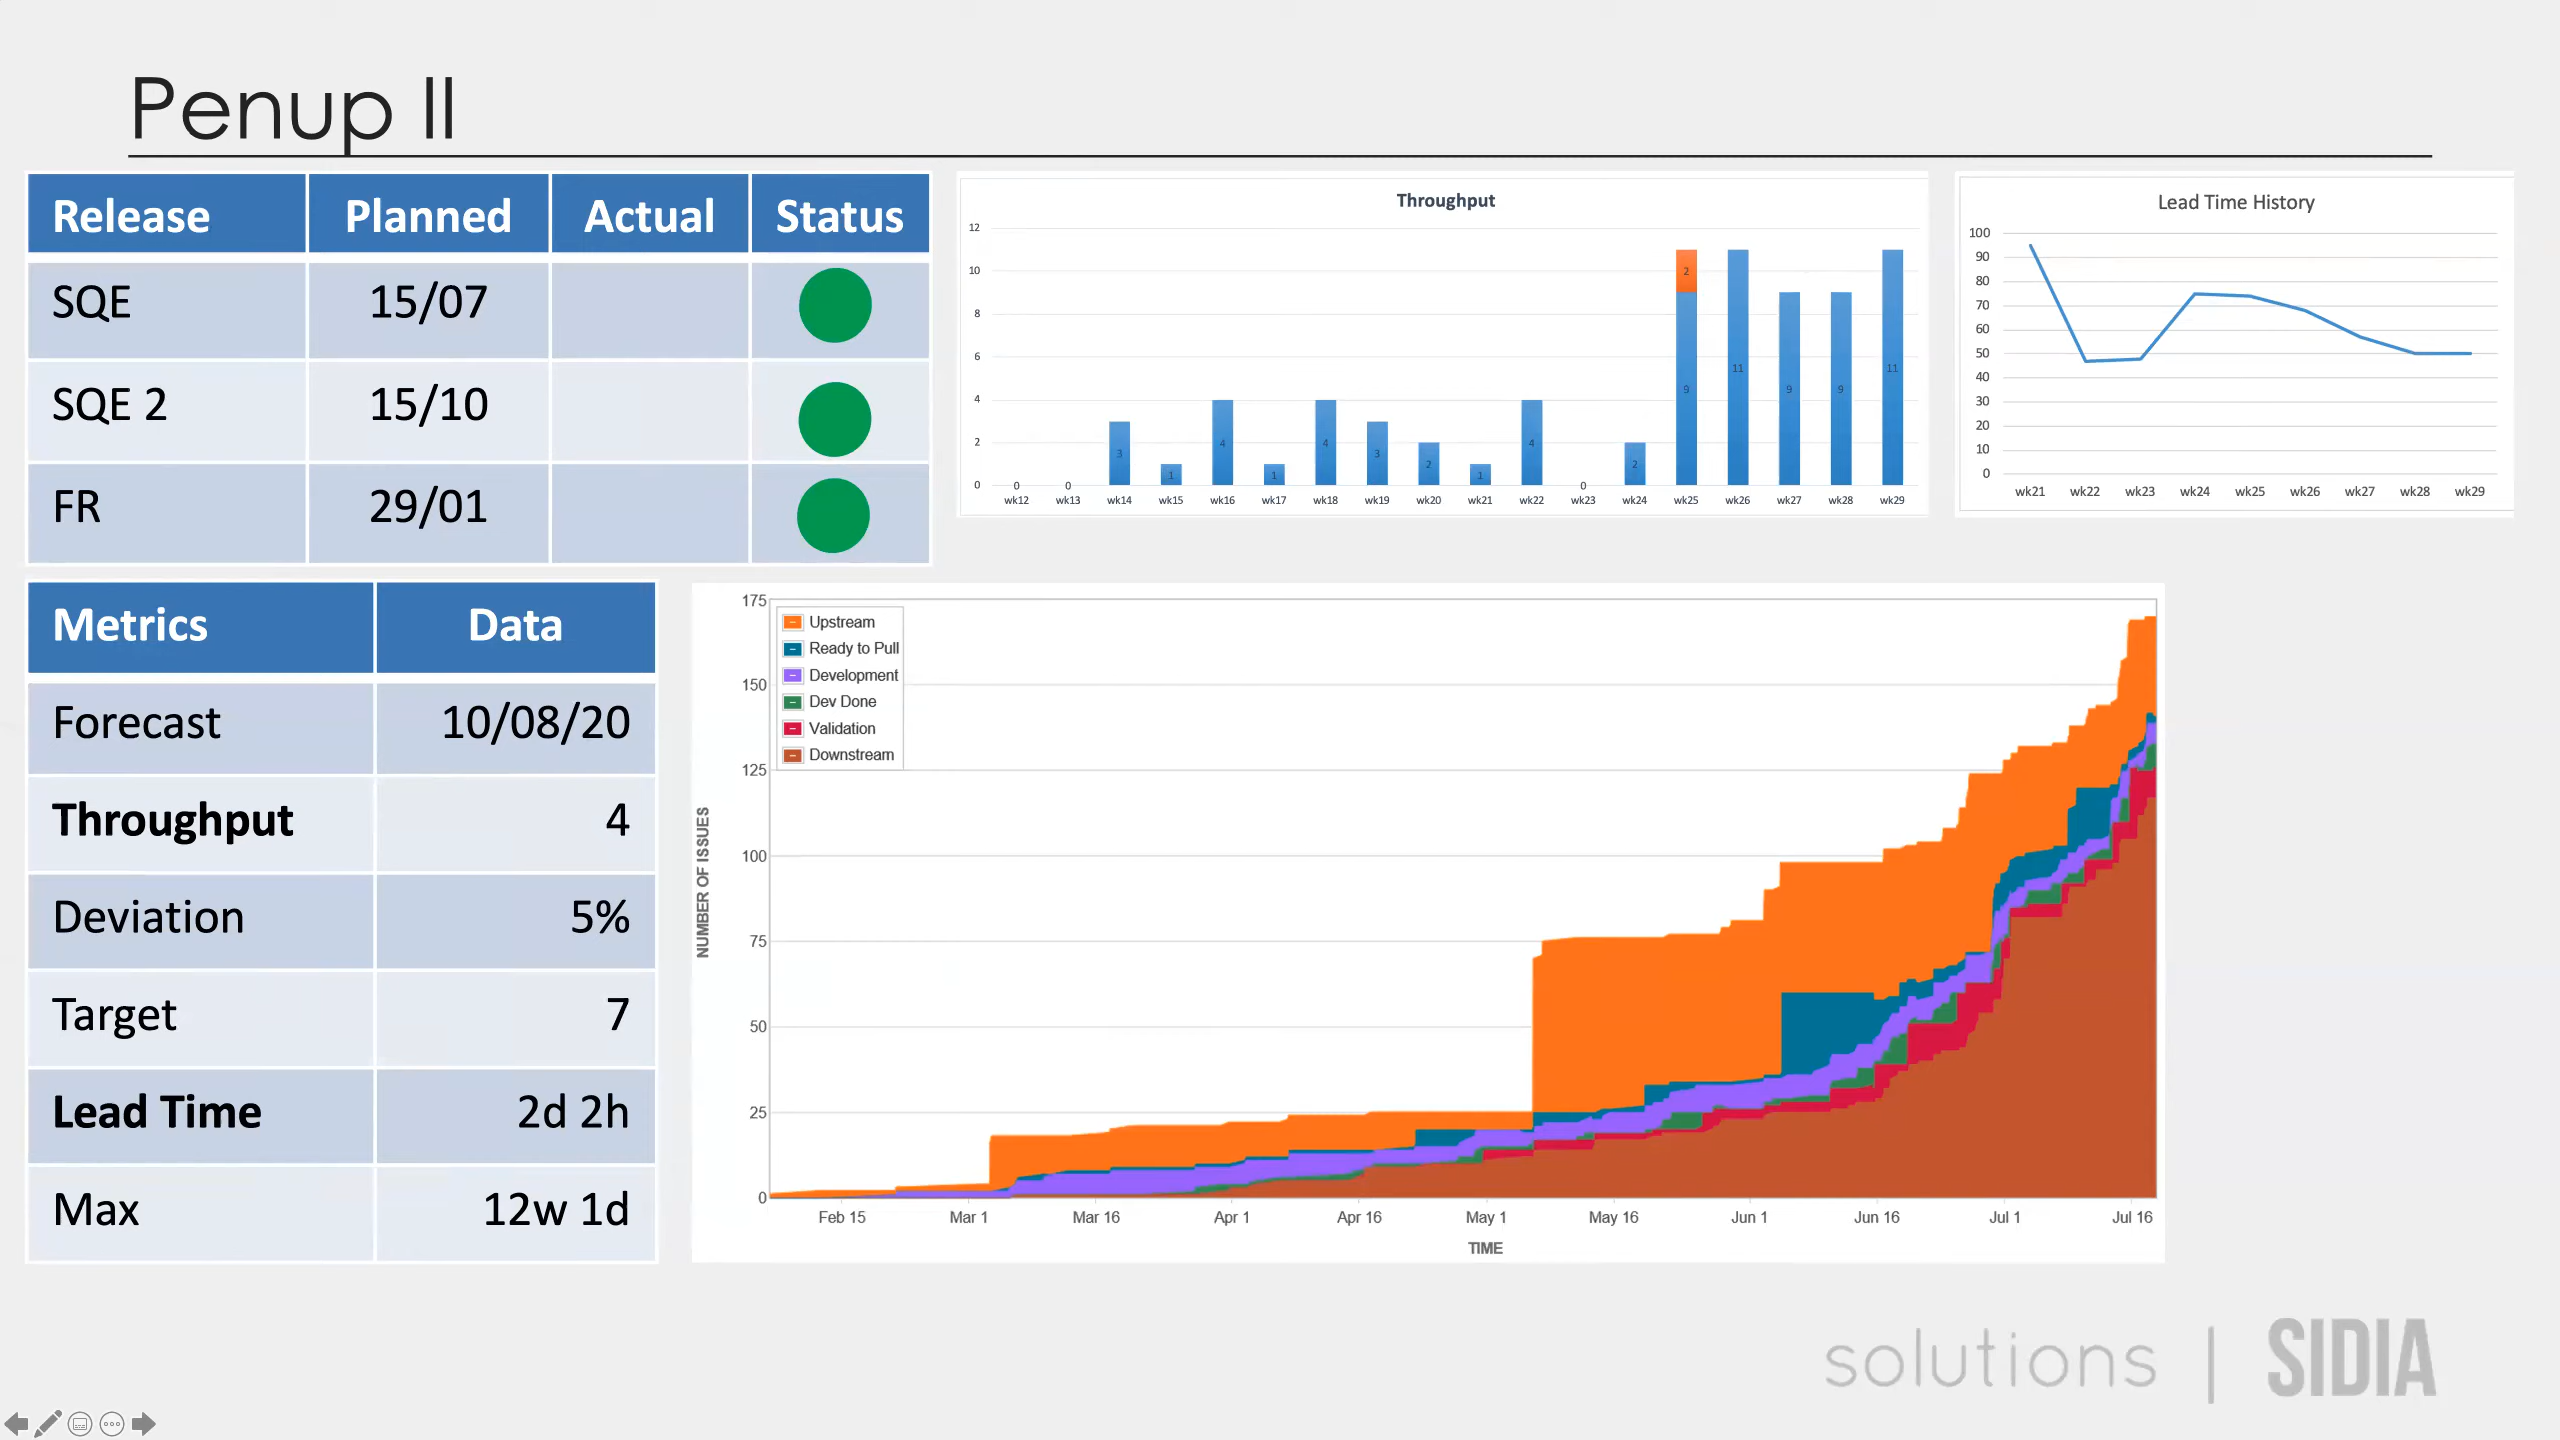 Penup II
Release Planned Actual Status
SQE 15/07
SQE 2 15/10
FR 29/01
Throughput
12
10
8
6
4
2
0
0 0 3 1 4 1 4 3 2 1 4 0 2 9 2 11 9 9 11
wk12 wk13 wk14 wk15 wk16 wk17 wk18 wk19 wk20 wk21 wk22 wk23 wk24 wk25 wk26 wk27 wk28 wk29
Lead Time History
100
90
80
70
60
50
40
30
20
10
0
wk21 wk22 wk23 wk24 wk25 wk26 wk27 wk28 wk29
Metrics Data
Forecast 10/08/20
Throughput 4
Deviation 5%
Target 7
Lead Time 2d 2h
Max 12w 1d
NUMBER OF ISSUES
175
150
125
100
75
50
25
0
Upstream
Ready to Pull
Development
Dev Done
Validation
Downstream
Feb 15 Mar 1 Mar 16 Apr 1 Apr 16 May 1 May 16 Jun 1 Jun 16 Jul 1 Jul 16
TIME
solutions | SIDIA